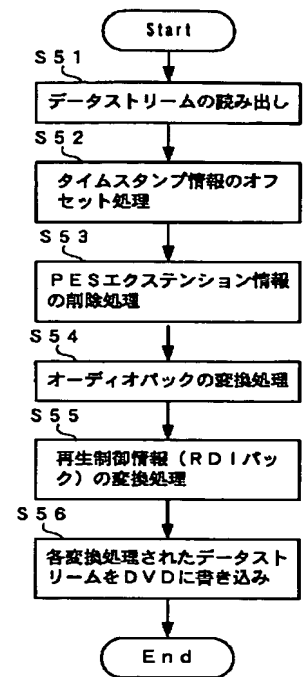 Start
S51
データストリームの読み出し
S52
タイムスタンプ情報のオフ
セット処理
S53
PESエクステンション情報
の削除処理
S54
オーディオパックの変換処理
S55
再生制御情報(RDIパッ
ク)の変換処理
S56
各変換処理されたデータスト
リームをDVDに書き込み
End